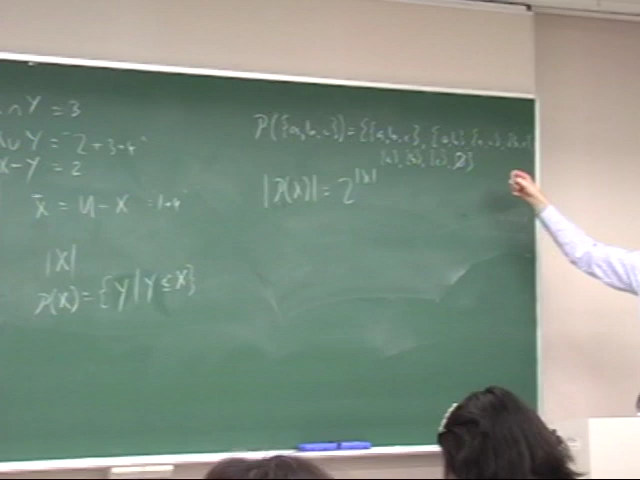 ∩ Y = 3
∪ Y = "2+3+4"
X - Y = 2
X̄ = U - X = 1+4
|X|
P(X) = {Y | Y ⊆ X}
P({a,b,c}) = {{a,b,c}, {a,b}, {a,c}, {b,c}
{a}, {b}, {c}, ∅}
|P(X)| = 2^|X|